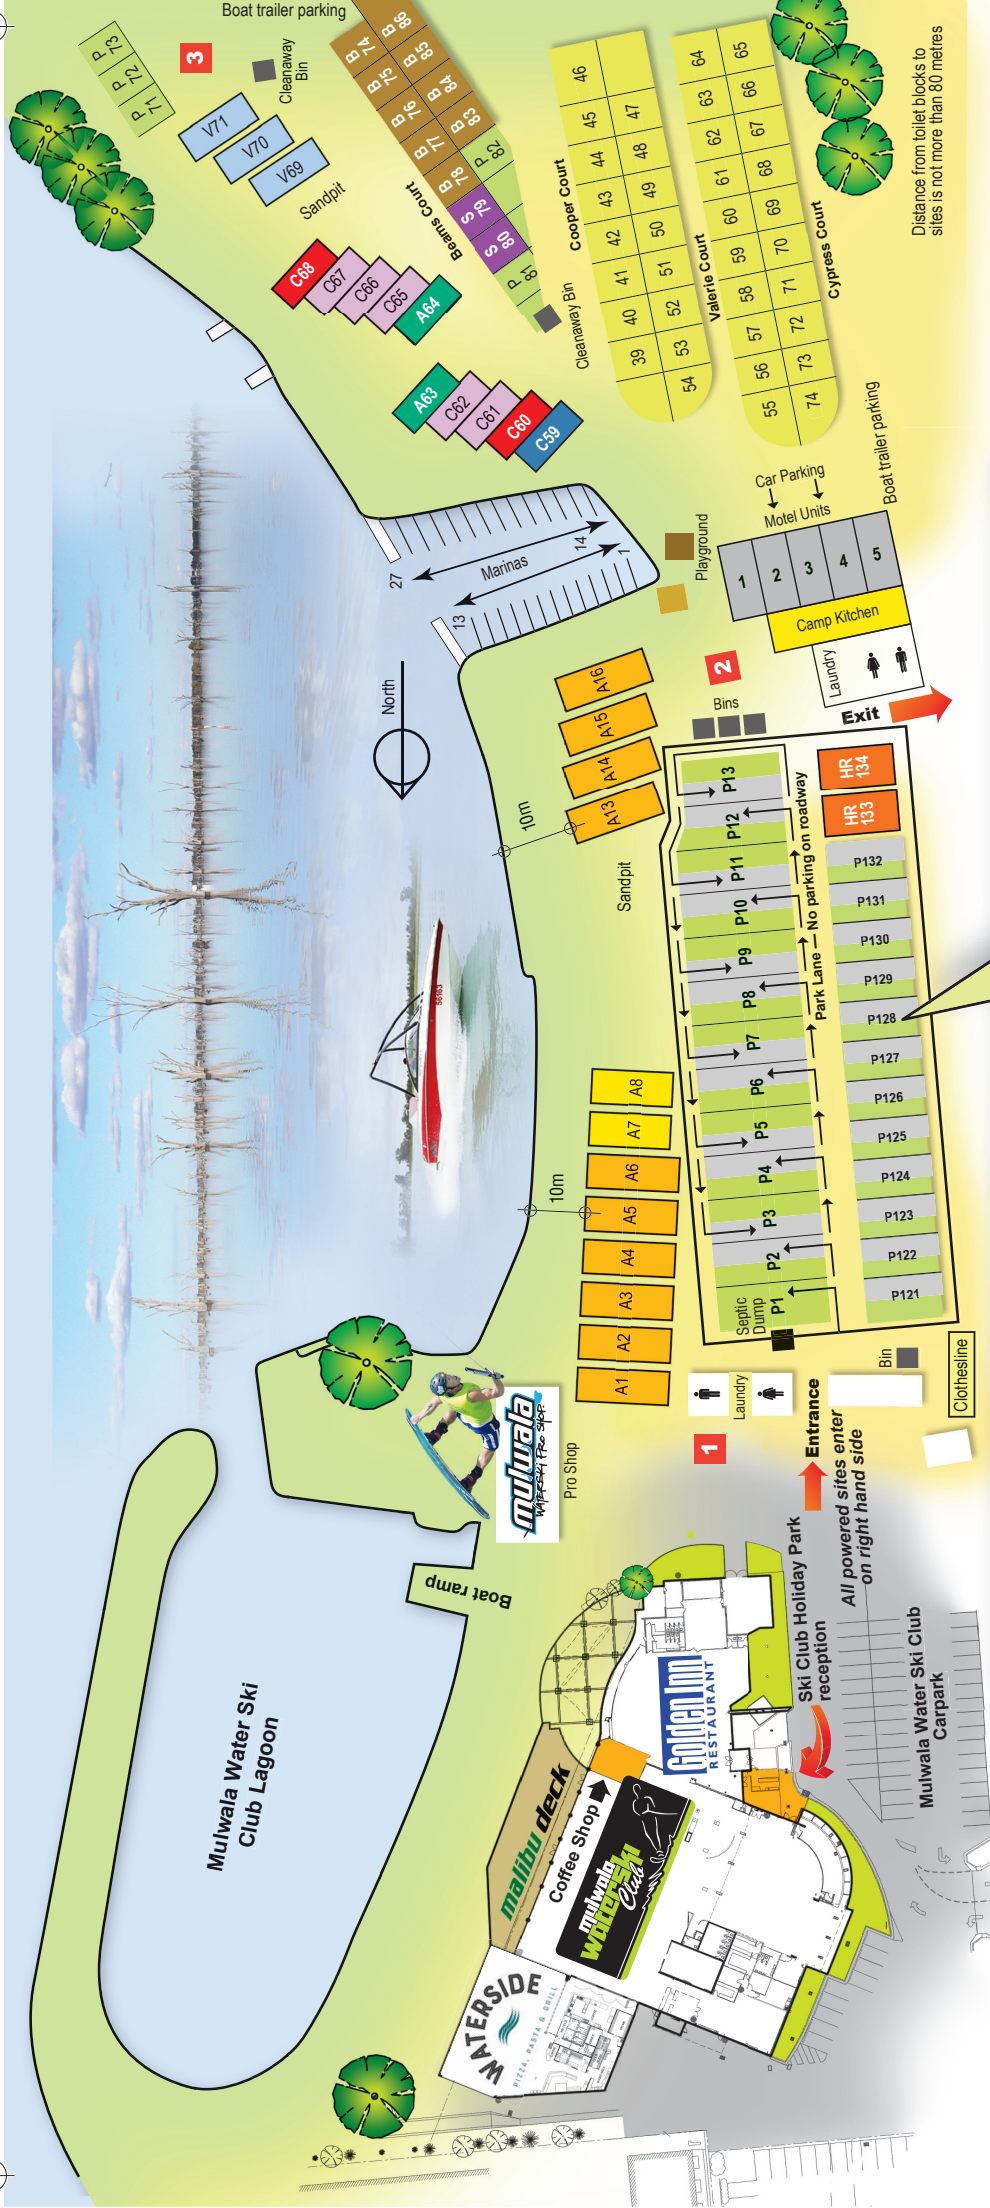 Boat trailer parking
P 73
P 72
P 71
3
Cleanaway
Bin
V71
V70
V69
Sandpit
B 74
B 86
B 75
B 85
B 76
B 84
B 77
B 83
B 78
P 82
S 79
S 80
P 81
Beams Court
Cleanaway Bin
C68
C67
C66
C65
A64
A63
C62
C61
C60
C59
Cooper Court
46
45
44
43
42
41
40
39
47
48
49
50
51
52
53
54
Valerie Court
64
63
62
61
60
59
58
57
56
55
65
66
67
68
69
70
71
72
73
74
Cypress Court
Distance from toilet blocks to
sites is not more than 80 metres
27
14
Marinas
13
1
Playground
Car Parking
Motel Units
Boat trailer parking
1
2
3
4
5
Camp Kitchen
Laundry
Exit
2
Bins
North
10m
A16
A15
A14
A13
Sandpit
56163
P13
P12
P11
P10
P9
P8
P7
P6
P5
P4
P3
P2
P1
Park Lane — No parking on roadway
HR
134
HR
133
P132
P131
P130
P129
P128
P127
P126
P125
P124
P123
P122
P121
10m
A8
A7
A6
A5
A4
A3
A2
A1
Septic
Dump
Laundry
Bin
Clothesline
1
Entrance
All powered sites enter
on right hand side
mulwala
WATERSKI PRO SHOP
Pro Shop
Boat ramp
Mulwala Water Ski
Club Lagoon
Ski Club Holiday Park
reception
Mulwala Water Ski Club
Carpark
Golden Inn
RESTAURANT
malibu deck
Coffee Shop
mulwala
waterski
Club
WATERSIDE
PIZZA, PASTA & GRILL